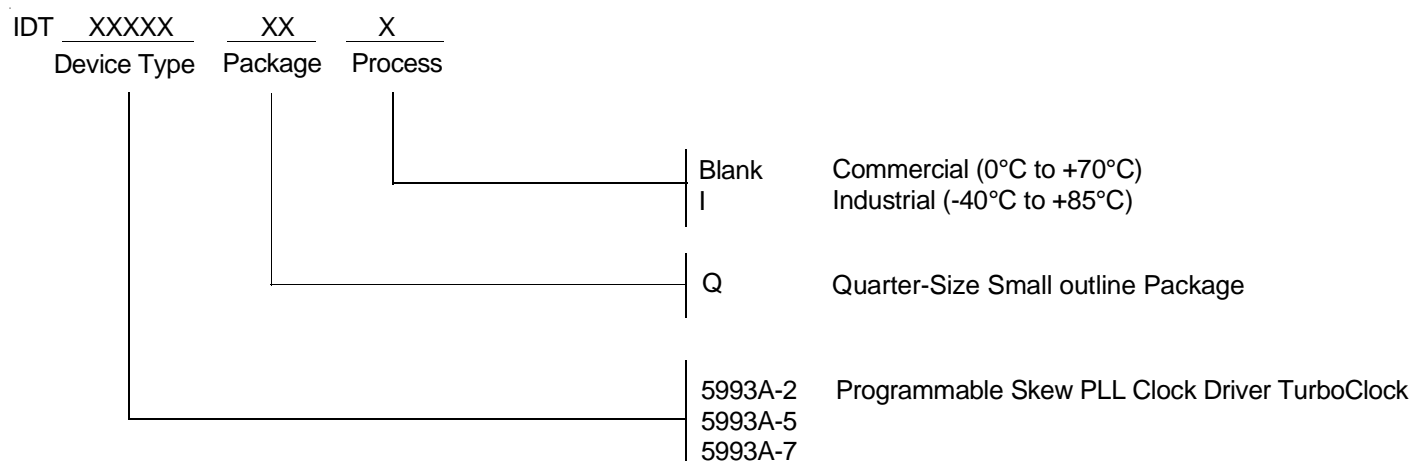 IDT XXXXX XX X
Device Type Package Process
Blank Commercial (0°C to +70°C)
I Industrial (-40°C to +85°C)
Q Quarter-Size Small outline Package
5993A-2 Programmable Skew PLL Clock Driver TurboClock
5993A-5
5993A-7